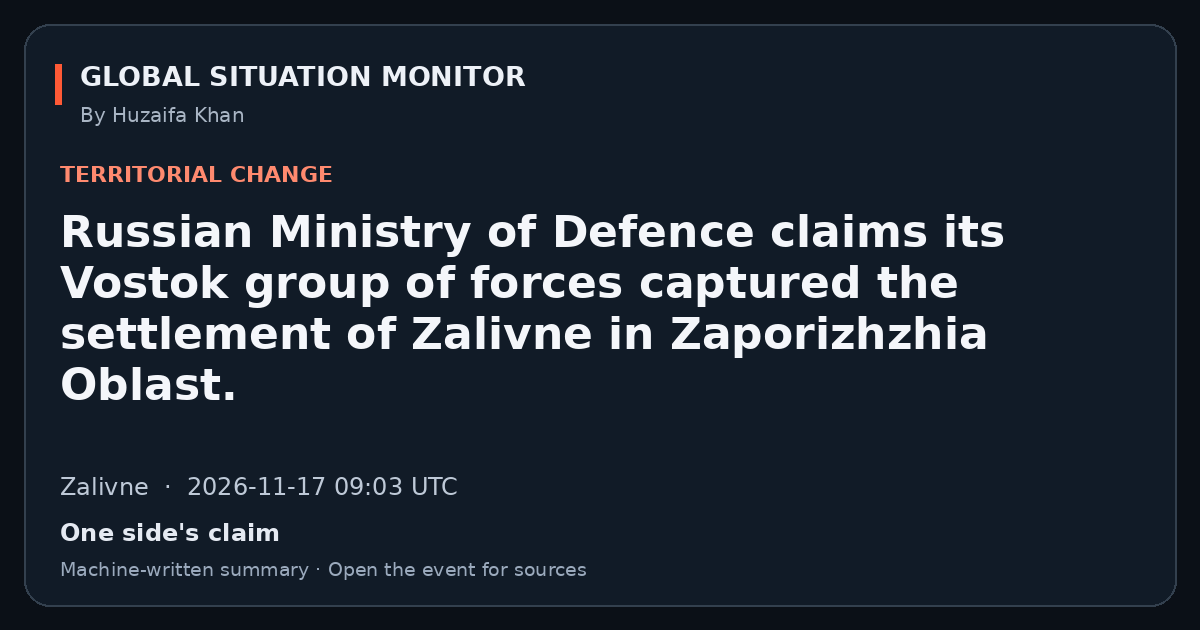 GLOBAL SITUATION MONITOR
By Huzaifa Khan
TERRITORIAL CHANGE
Russian Ministry of Defence claims its
Vostok group of forces captured the
settlement of Zalivne in Zaporizhzhia
Oblast.
Zalivne · 2026-11-17 09:03 UTC
One side's claim
Machine-written summary · Open the event for sources